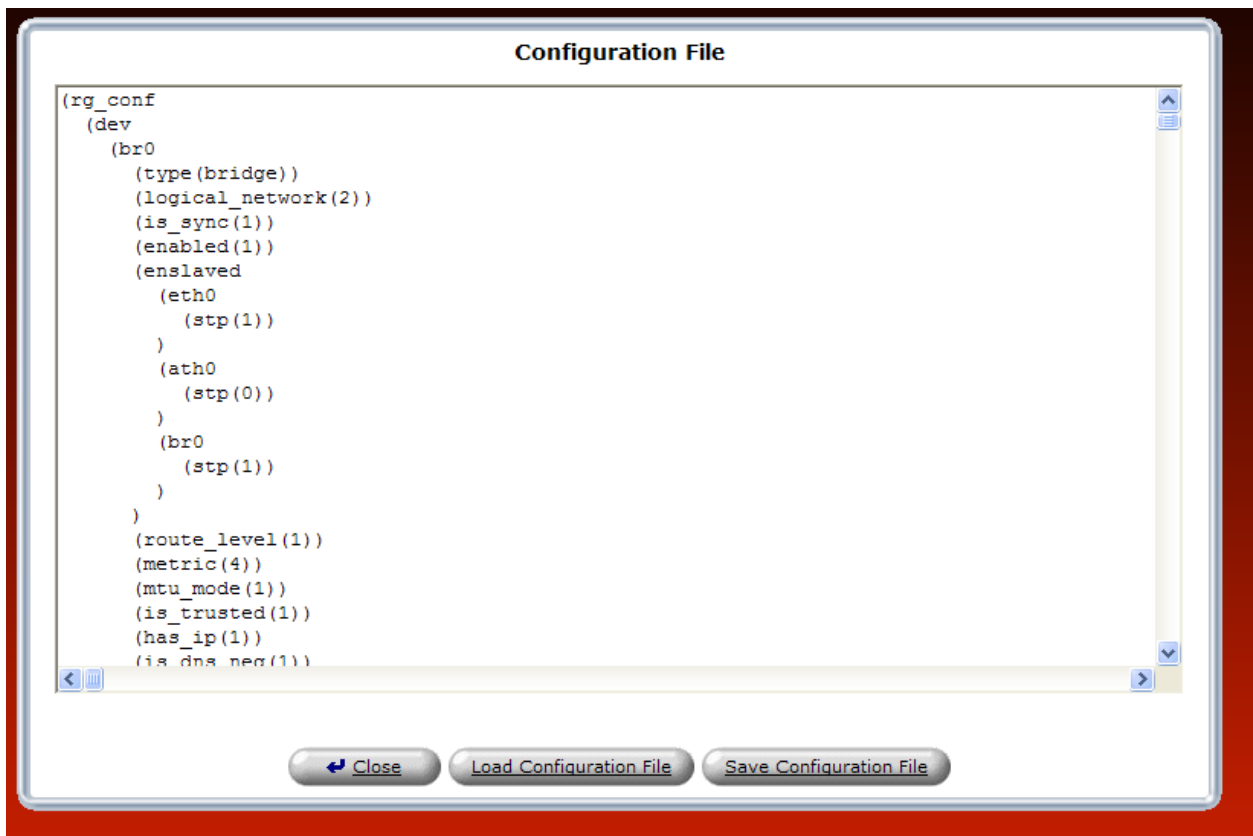 Configuration File
(rg_conf
  (dev
    (br0
      (type(bridge))
      (logical_network(2))
      (is_sync(1))
      (enabled(1))
      (enslaved
        (eth0
          (stp(1))
        )
        (ath0
          (stp(0))
        )
        (br0
          (stp(1))
        )
      )
      (route_level(1))
      (metric(4))
      (mtu_mode(1))
      (is_trusted(1))
      (has_ip(1))
      (is_dns_neg(1))
Close Load Configuration File Save Configuration File